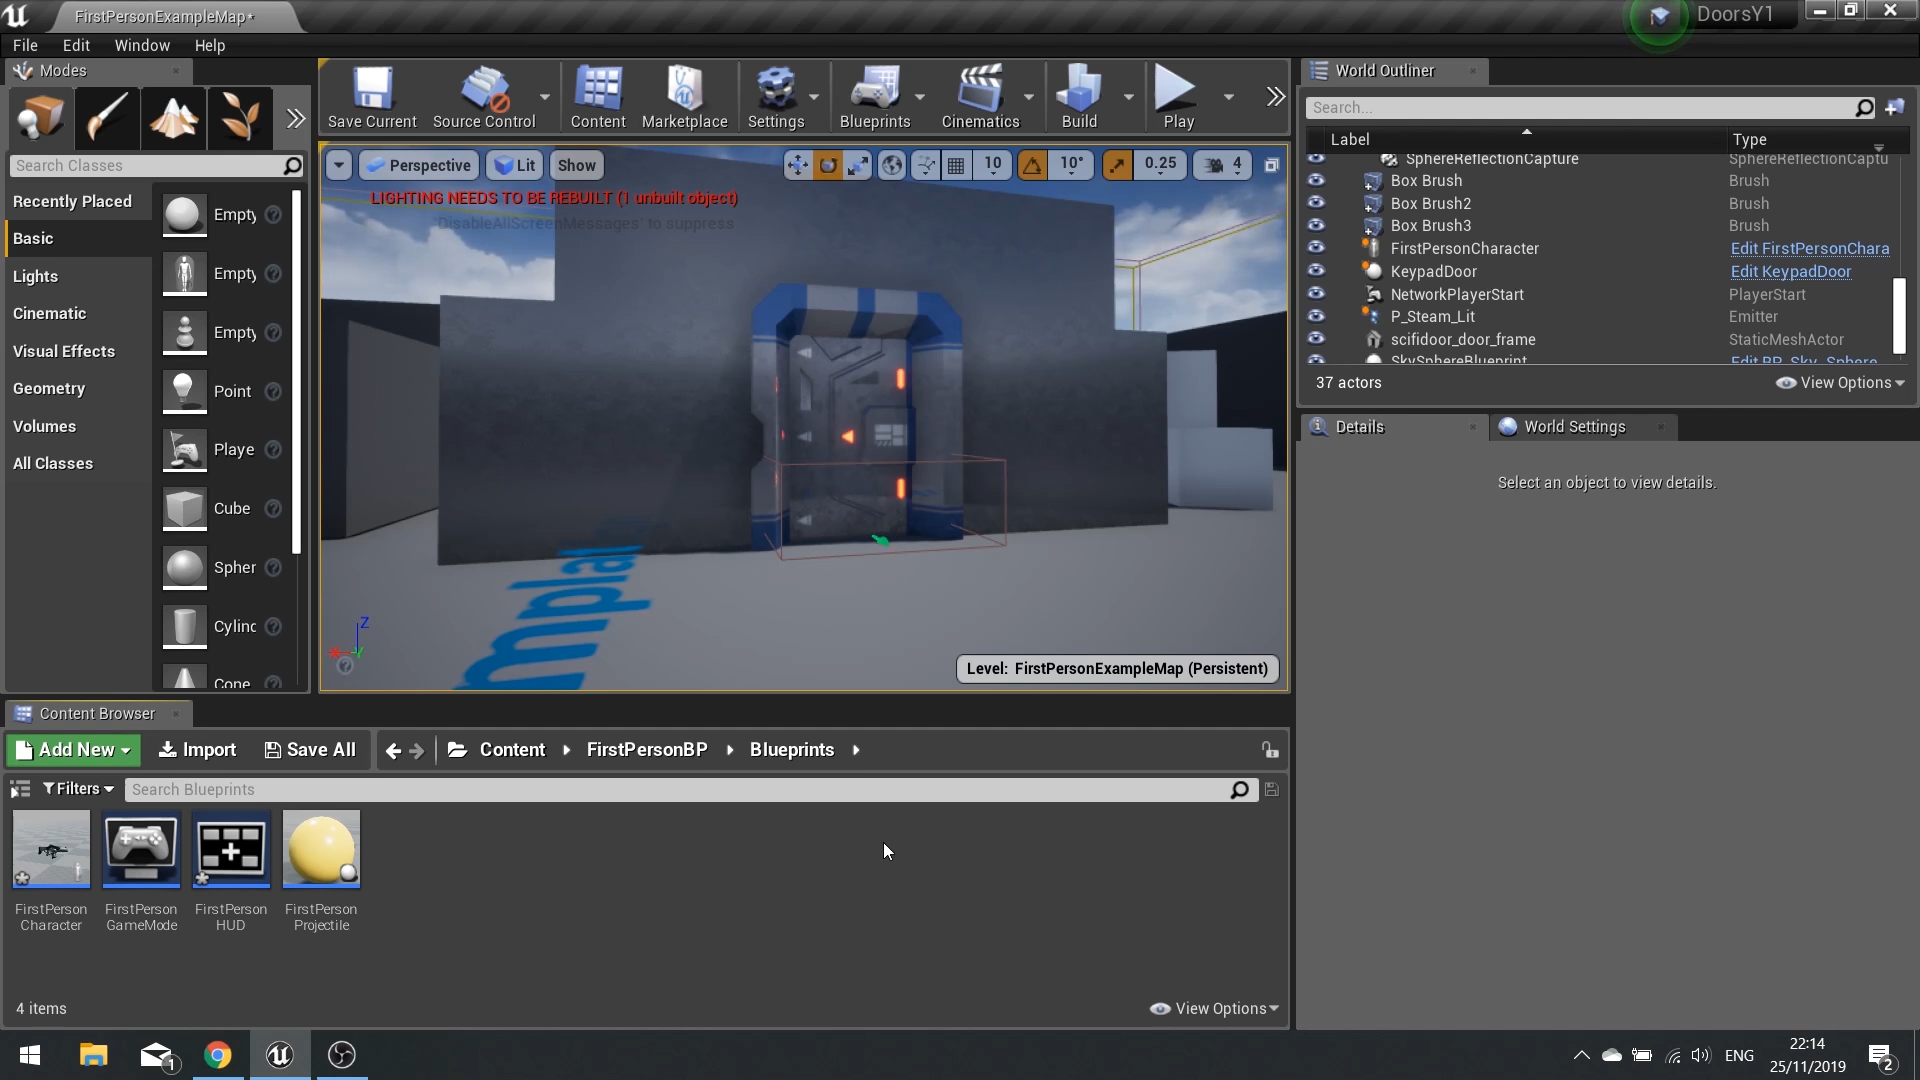 FirstPersonExampleMap*
DoorsY1
File Edit Window Help
Modes
Search Classes
Recently Placed
Basic
Lights
Cinematic
Visual Effects
Geometry
Volumes
All Classes
Empty
Empty
Empty
Point
Playe
Cube
Spher
Cylinc
Cone
Save Current
Source Control
Content
Marketplace
Settings
Blueprints
Cinematics
Build
Play
Perspective Lit Show
10 10° 0.25 4
LIGHTING NEEDS TO BE REBUILT (1 unbuilt object)
'DisableAllScreenMessages' to suppress
Z
Level: FirstPersonExampleMap (Persistent)
World Outliner
Search...
Label Type
SphereReflectionCapture SphereReflectionCaptu
Box Brush Brush
Box Brush2 Brush
Box Brush3 Brush
FirstPersonCharacter Edit FirstPersonChara
KeypadDoor Edit KeypadDoor
NetworkPlayerStart PlayerStart
P_Steam_Lit Emitter
scifidoor_door_frame StaticMeshActor
SkySphereBlueprint Edit BP_Sky_Sphere
37 actors
View Options
Details
World Settings
Select an object to view details.
Content Browser
Add New Import Save All Content FirstPersonBP Blueprints
Filters Search Blueprints
FirstPerson
Character
FirstPerson
GameMode
FirstPerson
HUD
FirstPerson
Projectile
4 items
View Options
1
ENG
22:14
25/11/2019
2